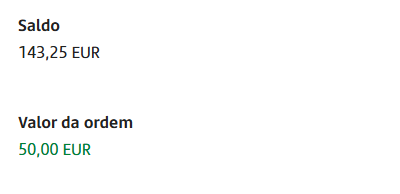 Saldo
143,25 EUR
Valor da ordem
50,00 EUR